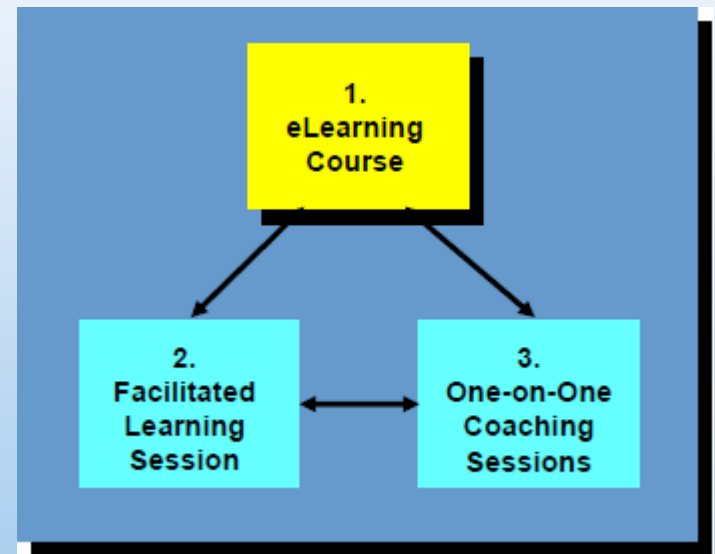 1.
eLearning
Course
2.
Facilitated
Learning
Session
3.
One-on-One
Coaching
Sessions